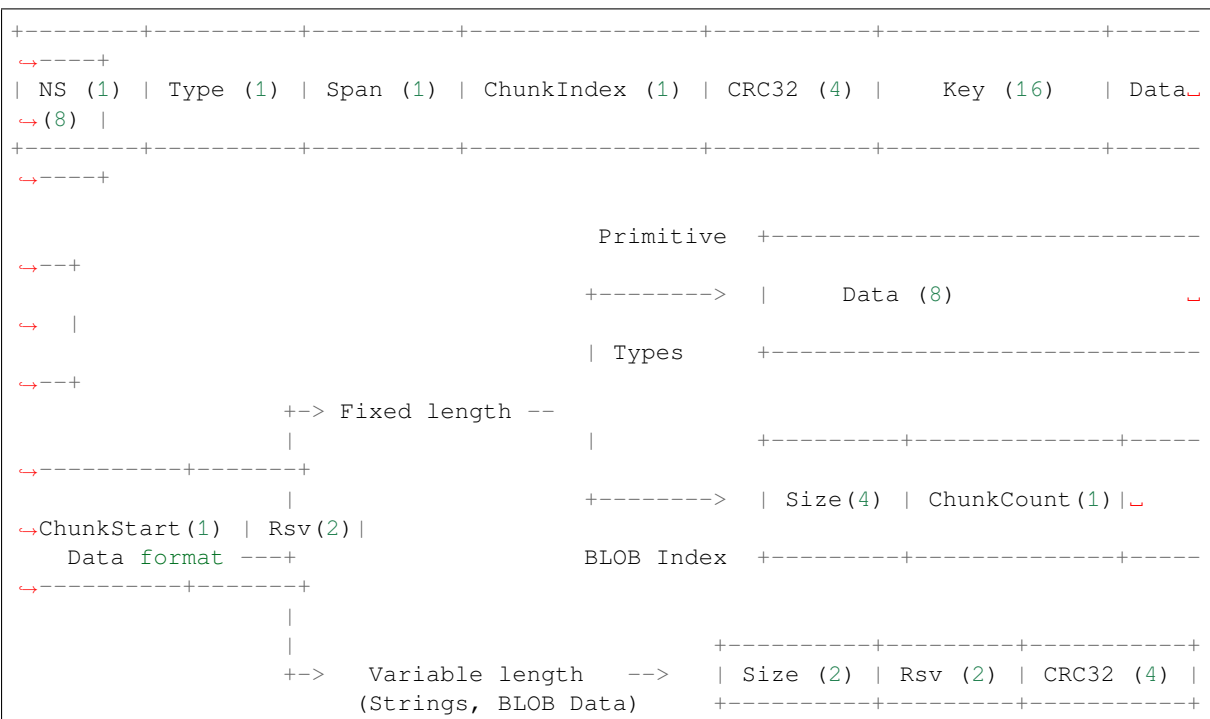 +--------+----------+----------+---------------+-----------+---------------+------
↪----+
| NS (1) | Type (1) | Span (1) | ChunkIndex (1) | CRC32 (4) |    Key (16)    | Data␣
↪(8) |
+--------+----------+----------+---------------+-----------+---------------+------
↪----+
Primitive  +------------------------------
↪--+
+-------->  |     Data (8)                ␣
↪  |
| Types     +------------------------------
↪--+
+-> Fixed length --
|                    |           +---------+--------------+-----
↪----------+-------+
|                    +-------->  | Size(4) | ChunkCount(1)|␣
↪ChunkStart(1) | Rsv(2)|
Data format ---+                    BLOB Index  +---------+--------------+-----
↪----------+-------+
|
|                             +----------+---------+-----------+
+->   Variable length   -->   | Size (2) | Rsv (2) | CRC32 (4) |
(Strings, BLOB Data)     +----------+---------+-----------+